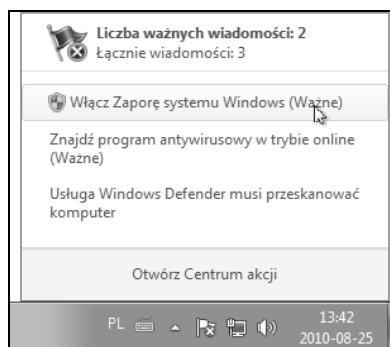 Liczba ważnych wiadomości: 2
Łącznie wiadomości: 3
Włącz Zaporę systemu Windows (Ważne)
Znajdź program antywirusowy w trybie online
(Ważne)
Usługa Windows Defender musi przeskanować
komputer
Otwórz Centrum akcji
PL
13:42
2010-08-25